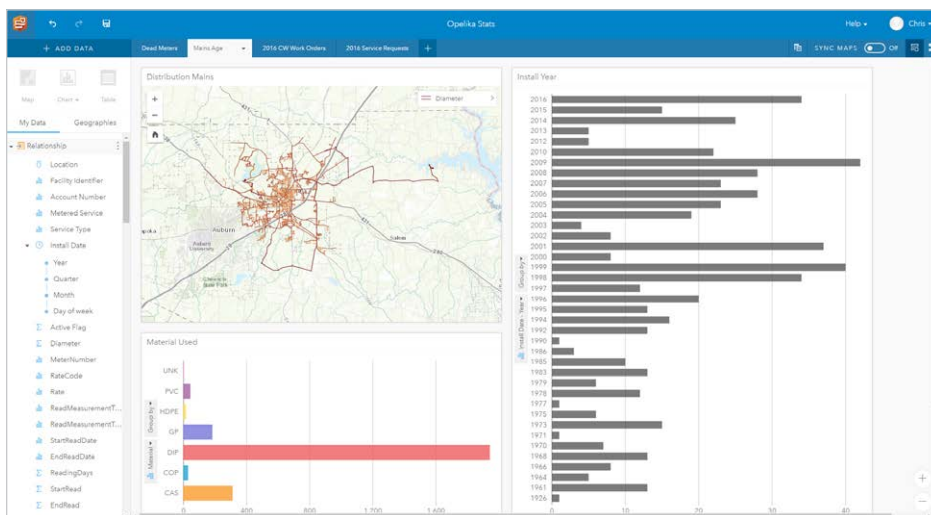 Opelika Stats
Help
Chris
+ ADD DATA
Dead Meters
Mains Age
2016 CW Work Orders
2016 Service Requests
+
SYNC MAPS
Off
Map
Chart
Table
My Data
Geographies
Relationship
Location
Facility Identifier
Account Number
Metered Service
Service Type
Install Date
Year
Quarter
Month
Day of week
Active Flag
Diameter
MeterNumber
RateCode
Rate
ReadMeasurementT...
ReadMeasurementT...
StartReadDate
EndReadDate
ReadingDays
StartRead
EndRead
Distribution Mains
+
−
Diameter
Auburn
Auburn
University
Material Used
Group by
Material
UNK
PVC
HDPE
GP
DIP
COP
CAS
0
400
800
1 200
1 600
Install Year
Group by
Install Date - Year
2016
2015
2014
2013
2012
2010
2009
2008
2007
2006
2005
2004
2003
2002
2001
2000
1999
1998
1997
1996
1995
1994
1992
1990
1986
1985
1983
1979
1978
1977
1975
1973
1971
1970
1968
1966
1964
1961
1926
0
10
20
30
40
+
−